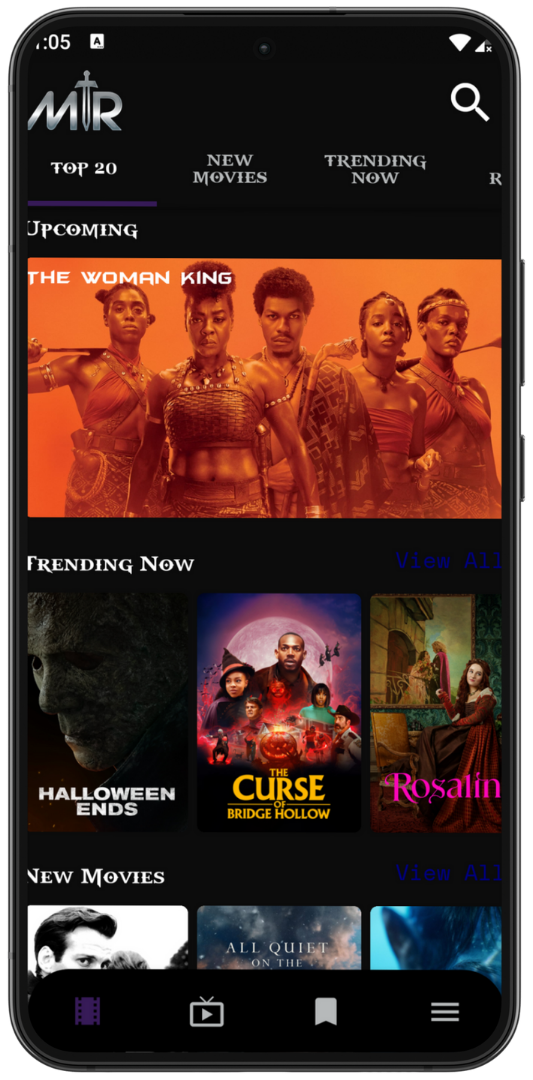 :05
A
MTR
TOP 20
NEW
MOVIES
TRENDING
NOW
R
UPCOMING
THE WOMAN KING
TRENDING NOW
View All
HALLOWEEN
ENDS
THE
CURSE
OF
BRIDGE HOLLOW
Rosalin
NEW MOVIES
View All
ALL QUIET
ON THE